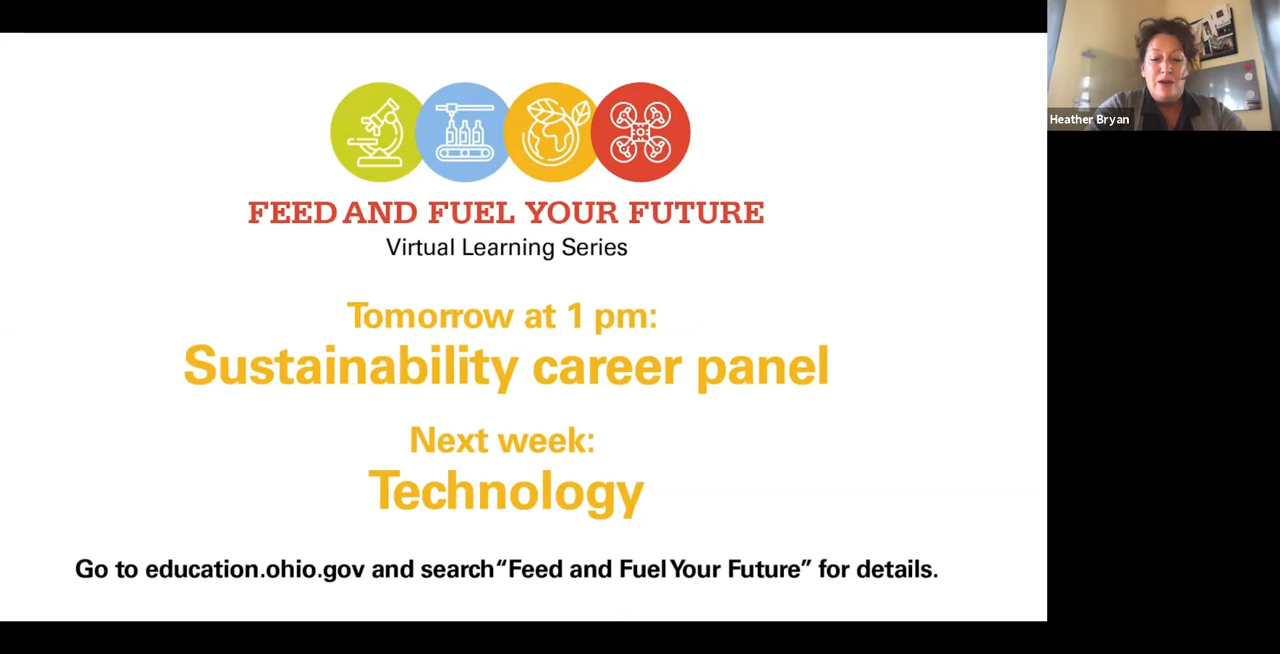 Heather Bryan
FEED AND FUEL YOUR FUTURE
Virtual Learning Series
Tomorrow at 1 pm:
Sustainability career panel
Next week:
Technology
Go to education.ohio.gov and search “Feed and Fuel Your Future” for details.